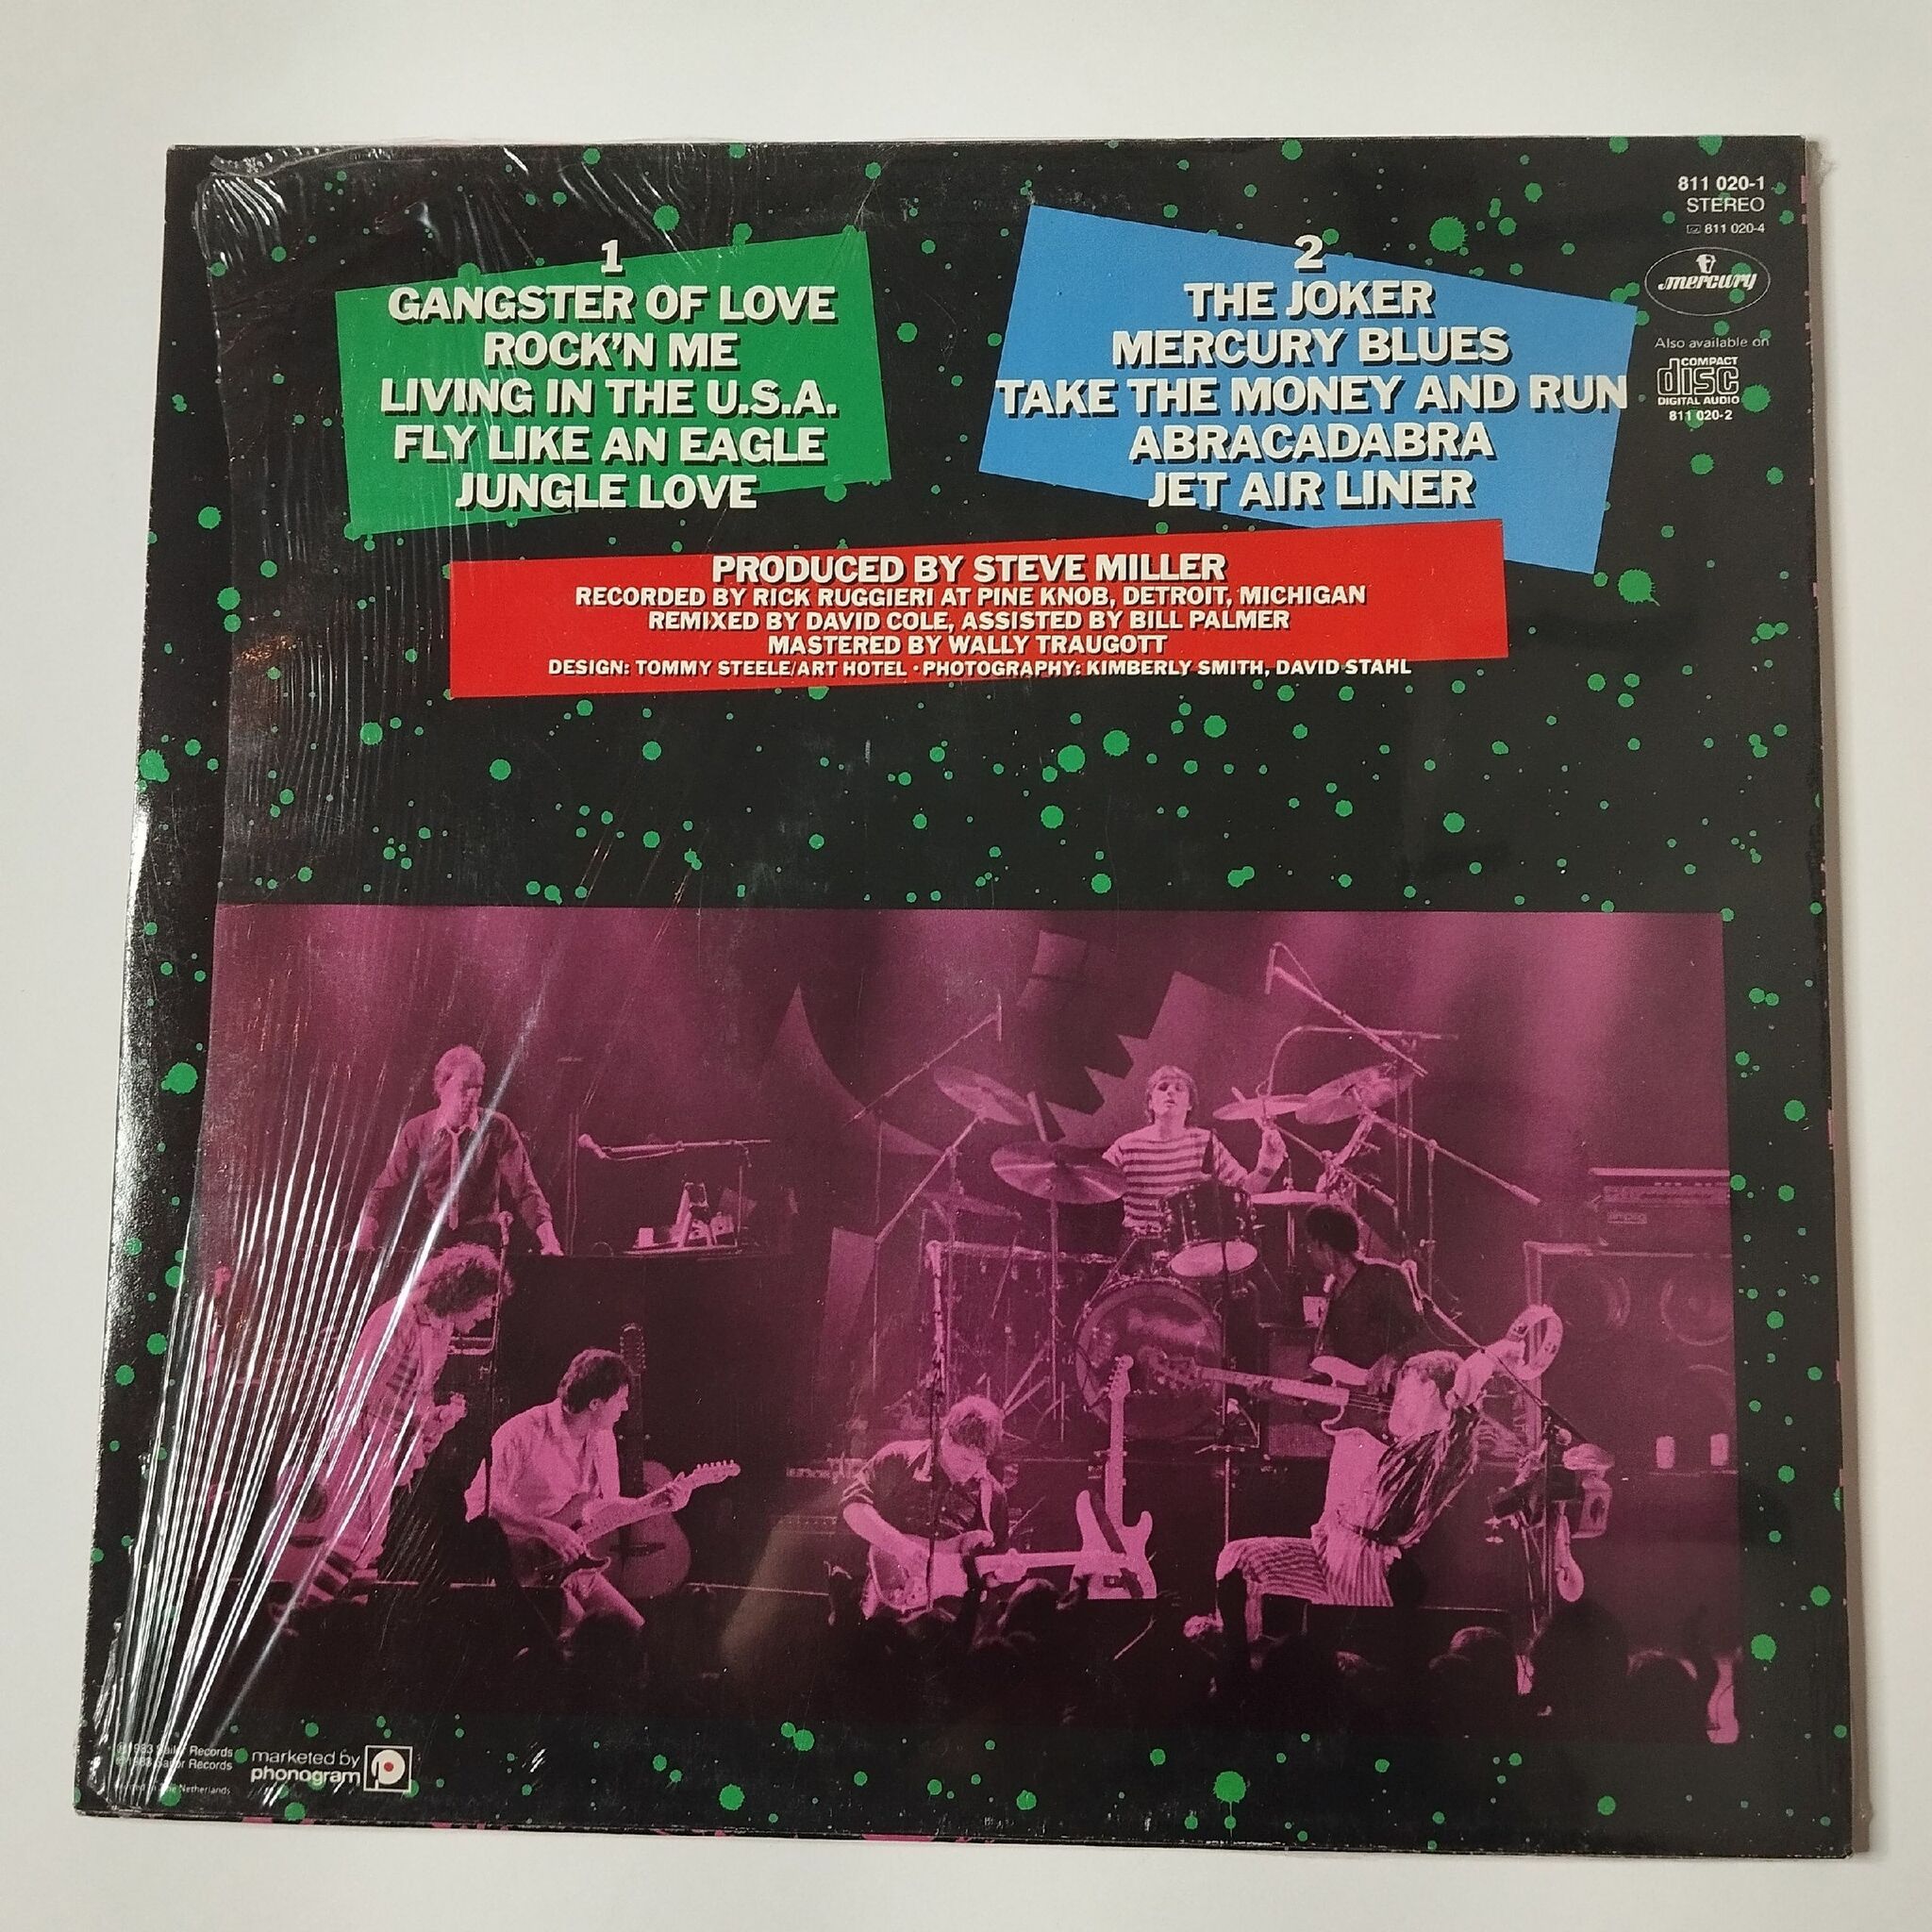 811 020-1
STEREO
811 020-4
mercury
Also available on
COMPACT
disc
DIGITAL AUDIO
811 020-2
1
GANGSTER OF LOVE
ROCK'N ME
LIVING IN THE U.S.A.
FLY LIKE AN EAGLE
JUNGLE LOVE
2
THE JOKER
MERCURY BLUES
TAKE THE MONEY AND RUN
ABRACADABRA
JET AIR LINER
PRODUCED BY STEVE MILLER
RECORDED BY RICK RUGGIERI AT PINE KNOB, DETROIT, MICHIGAN
REMIXED BY DAVID COLE, ASSISTED BY BILL PALMER
MASTERED BY WALLY TRAUGOTT
DESIGN: TOMMY STEELE/ART HOTEL • PHOTOGRAPHY: KIMBERLY SMITH, DAVID STAHL
Ampeg
Records
Records
Netherlands
marketed by
phonogram